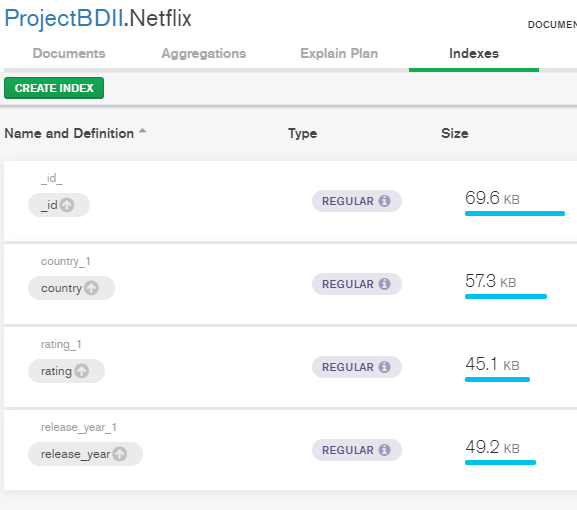 ProjectBDII.Netflix
DOCUMEN
Documents Aggregations Explain Plan Indexes
CREATE INDEX
Name and Definition Type Size
_id_
_id REGULAR 69.6 KB
country_1
country REGULAR 57.3 KB
rating_1
rating REGULAR 45.1 KB
release_year_1
release_year REGULAR 49.2 KB